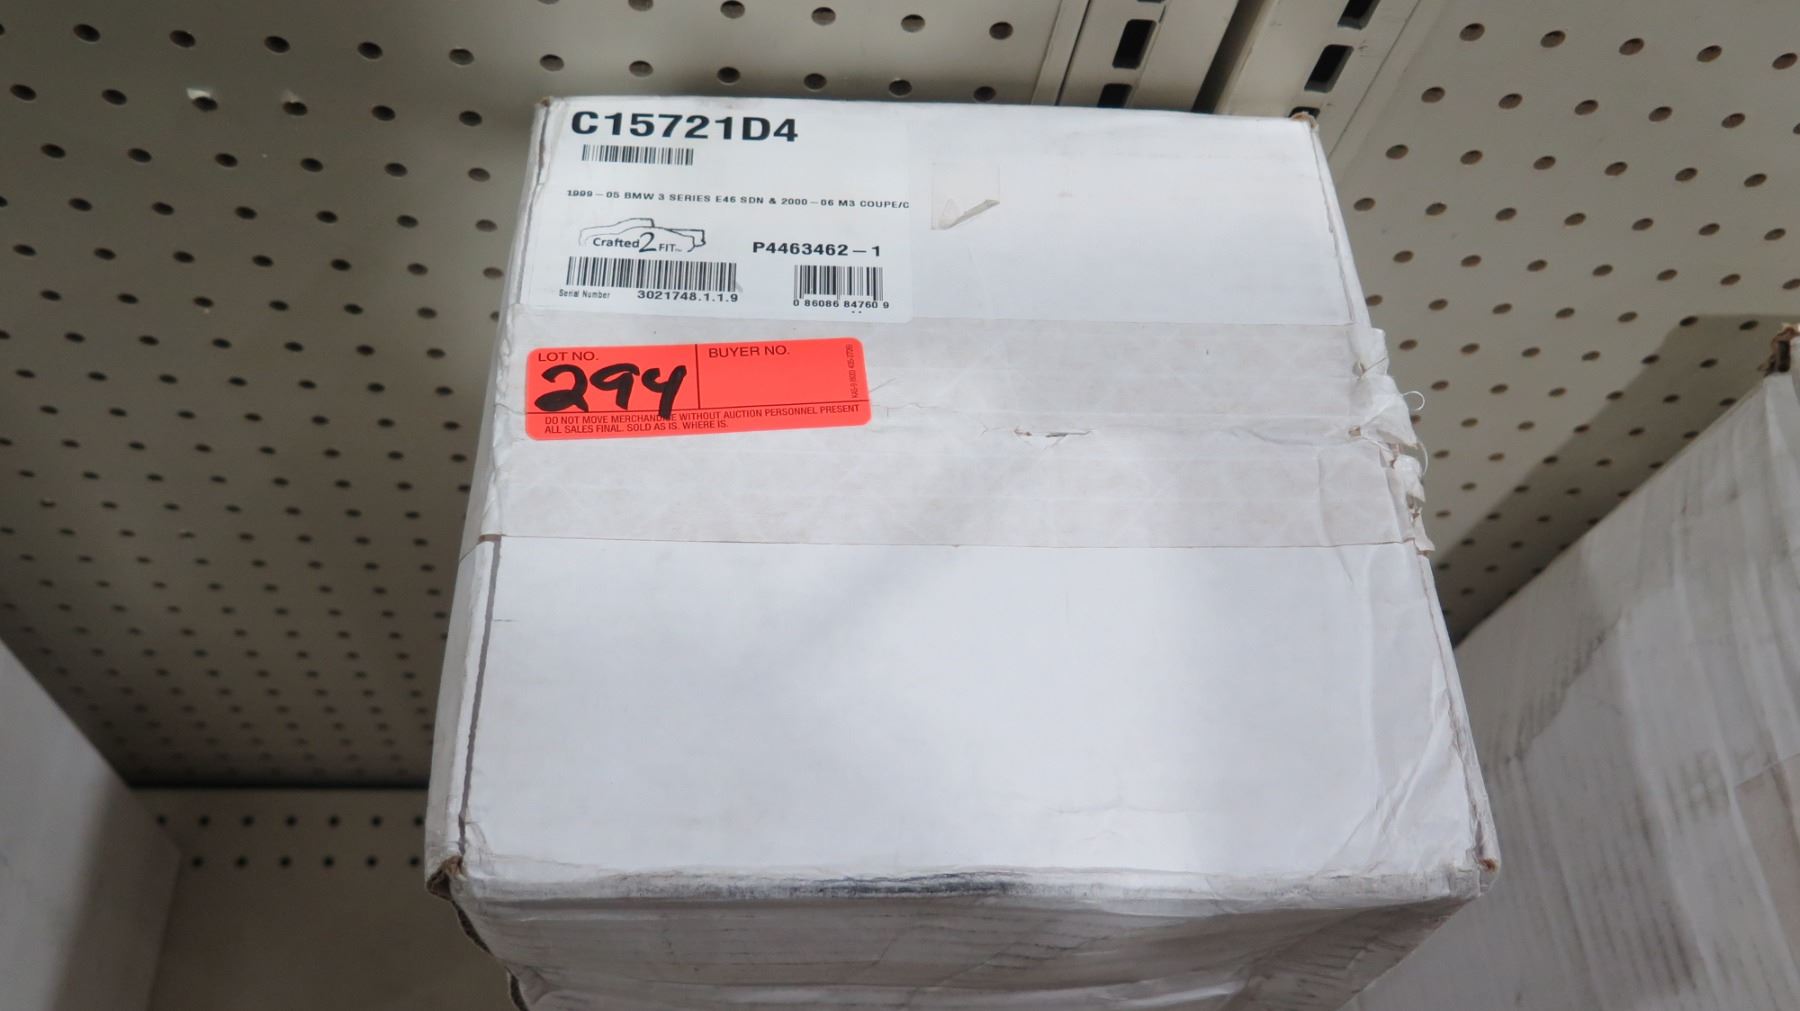 C15721D4
1999-05 BMW 3 SERIES E46 SDN & 2000-06 M3 COUPE/C
Crafted 2 FIT™
P4463462-1
Serial Number 3021748.1.1.9
0 86086 84760 9
LOT NO.
294
BUYER NO.
DO NOT MOVE MERCHANDISE WITHOUT AUCTION PERSONNEL PRESENT
ALL SALES FINAL. SOLD AS IS. WHERE IS.